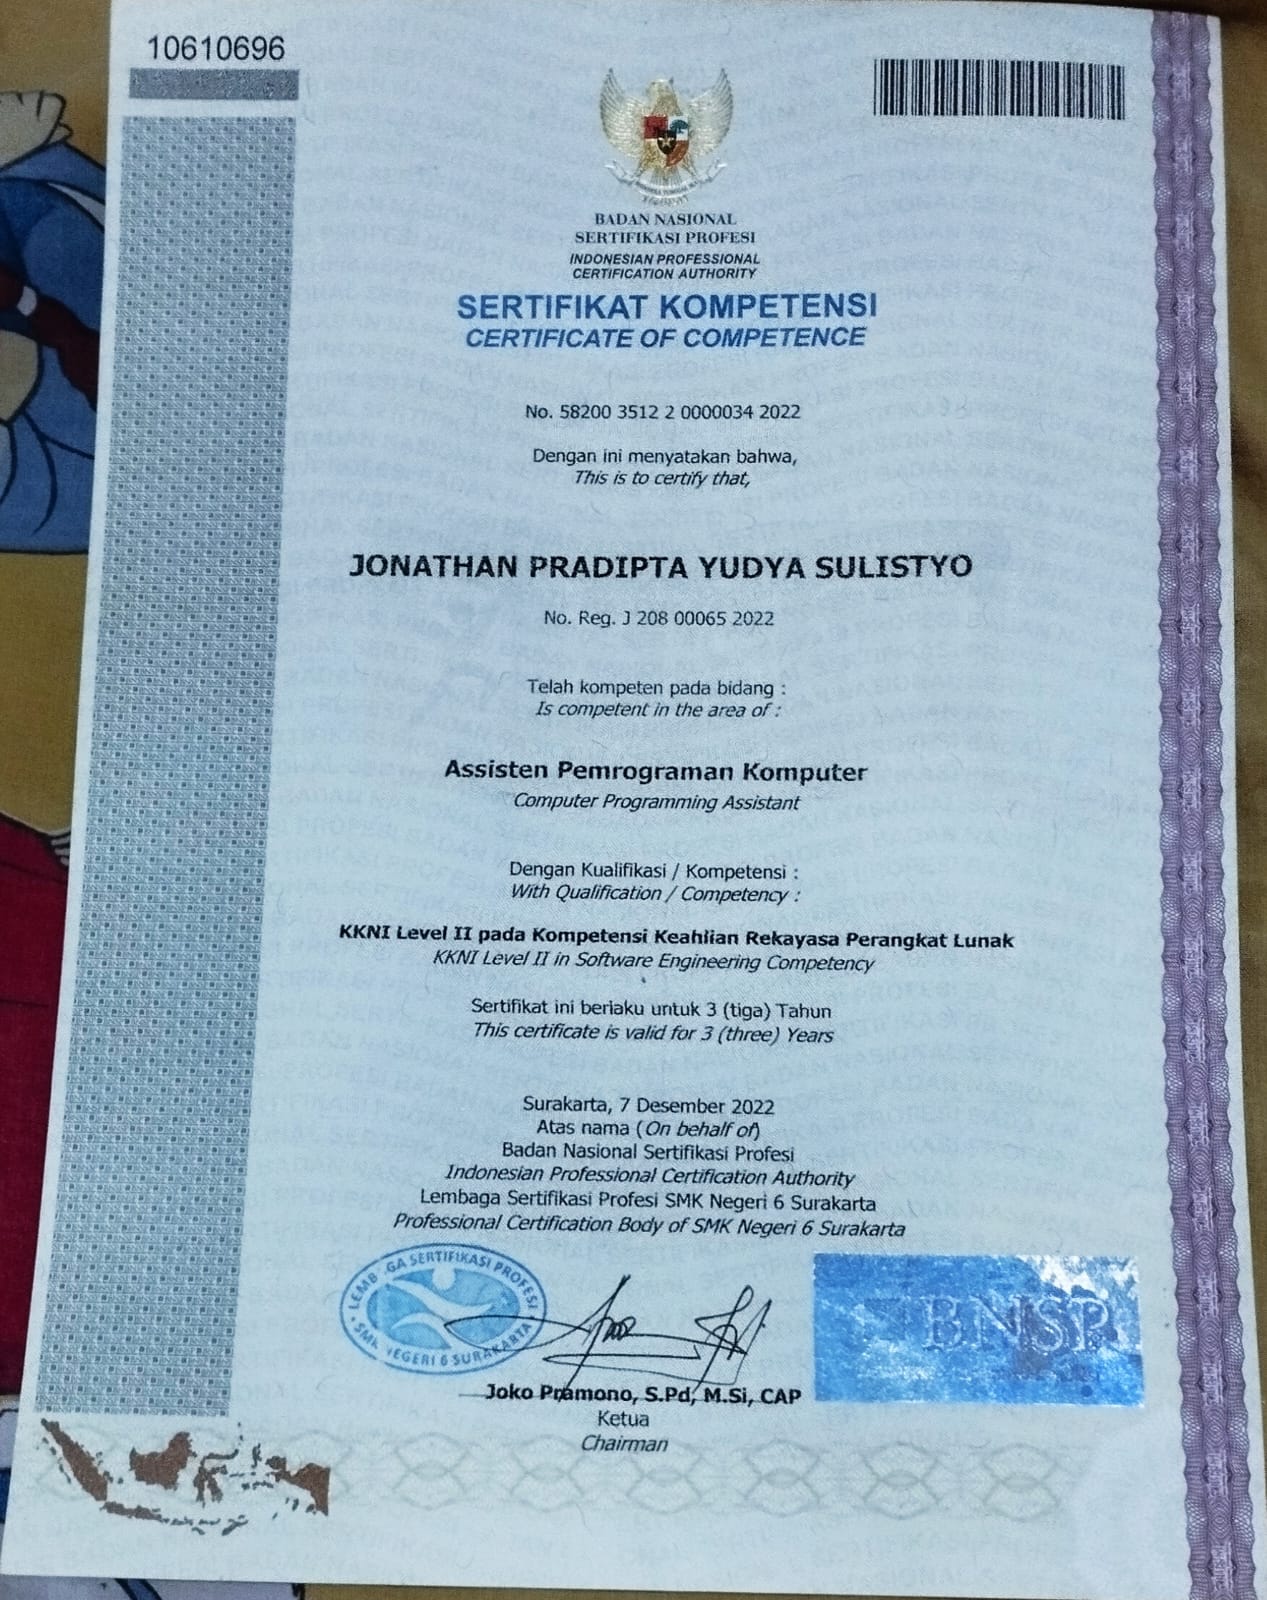 10610696
BADAN NASIONAL
SERTIFIKASI PROFESI
INDONESIAN PROFESSIONAL
CERTIFICATION AUTHORITY
SERTIFIKAT KOMPETENSI
CERTIFICATE OF COMPETENCE
No. 58200 3512 2 0000034 2022
Dengan ini menyatakan bahwa,
This is to certify that,
JONATHAN PRADIPTA YUDYA SULISTYO
No. Reg. J 208 00065 2022
Telah kompeten pada bidang :
Is competent in the area of :
Assisten Pemrograman Komputer
Computer Programming Assistant
Dengan Kualifikasi / Kompetensi :
With Qualification / Competency :
KKNI Level II pada Kompetensi Keahlian Rekayasa Perangkat Lunak
KKNI Level II in Software Engineering Competency
Sertifikat ini berlaku untuk 3 (tiga) Tahun
This certificate is valid for 3 (three) Years
Surakarta, 7 Desember 2022
Atas nama (On behalf of)
Badan Nasional Sertifikasi Profesi
Indonesian Professional Certification Authority
Lembaga Sertifikasi Profesi SMK Negeri 6 Surakarta
Professional Certification Body of SMK Negeri 6 Surakarta
LEMBAGA SERTIFIKASI PROFESI
SMK NEGERI 6 SURAKARTA
BNSP
Joko Pramono, S.Pd, M.Si, CAP
Ketua
Chairman